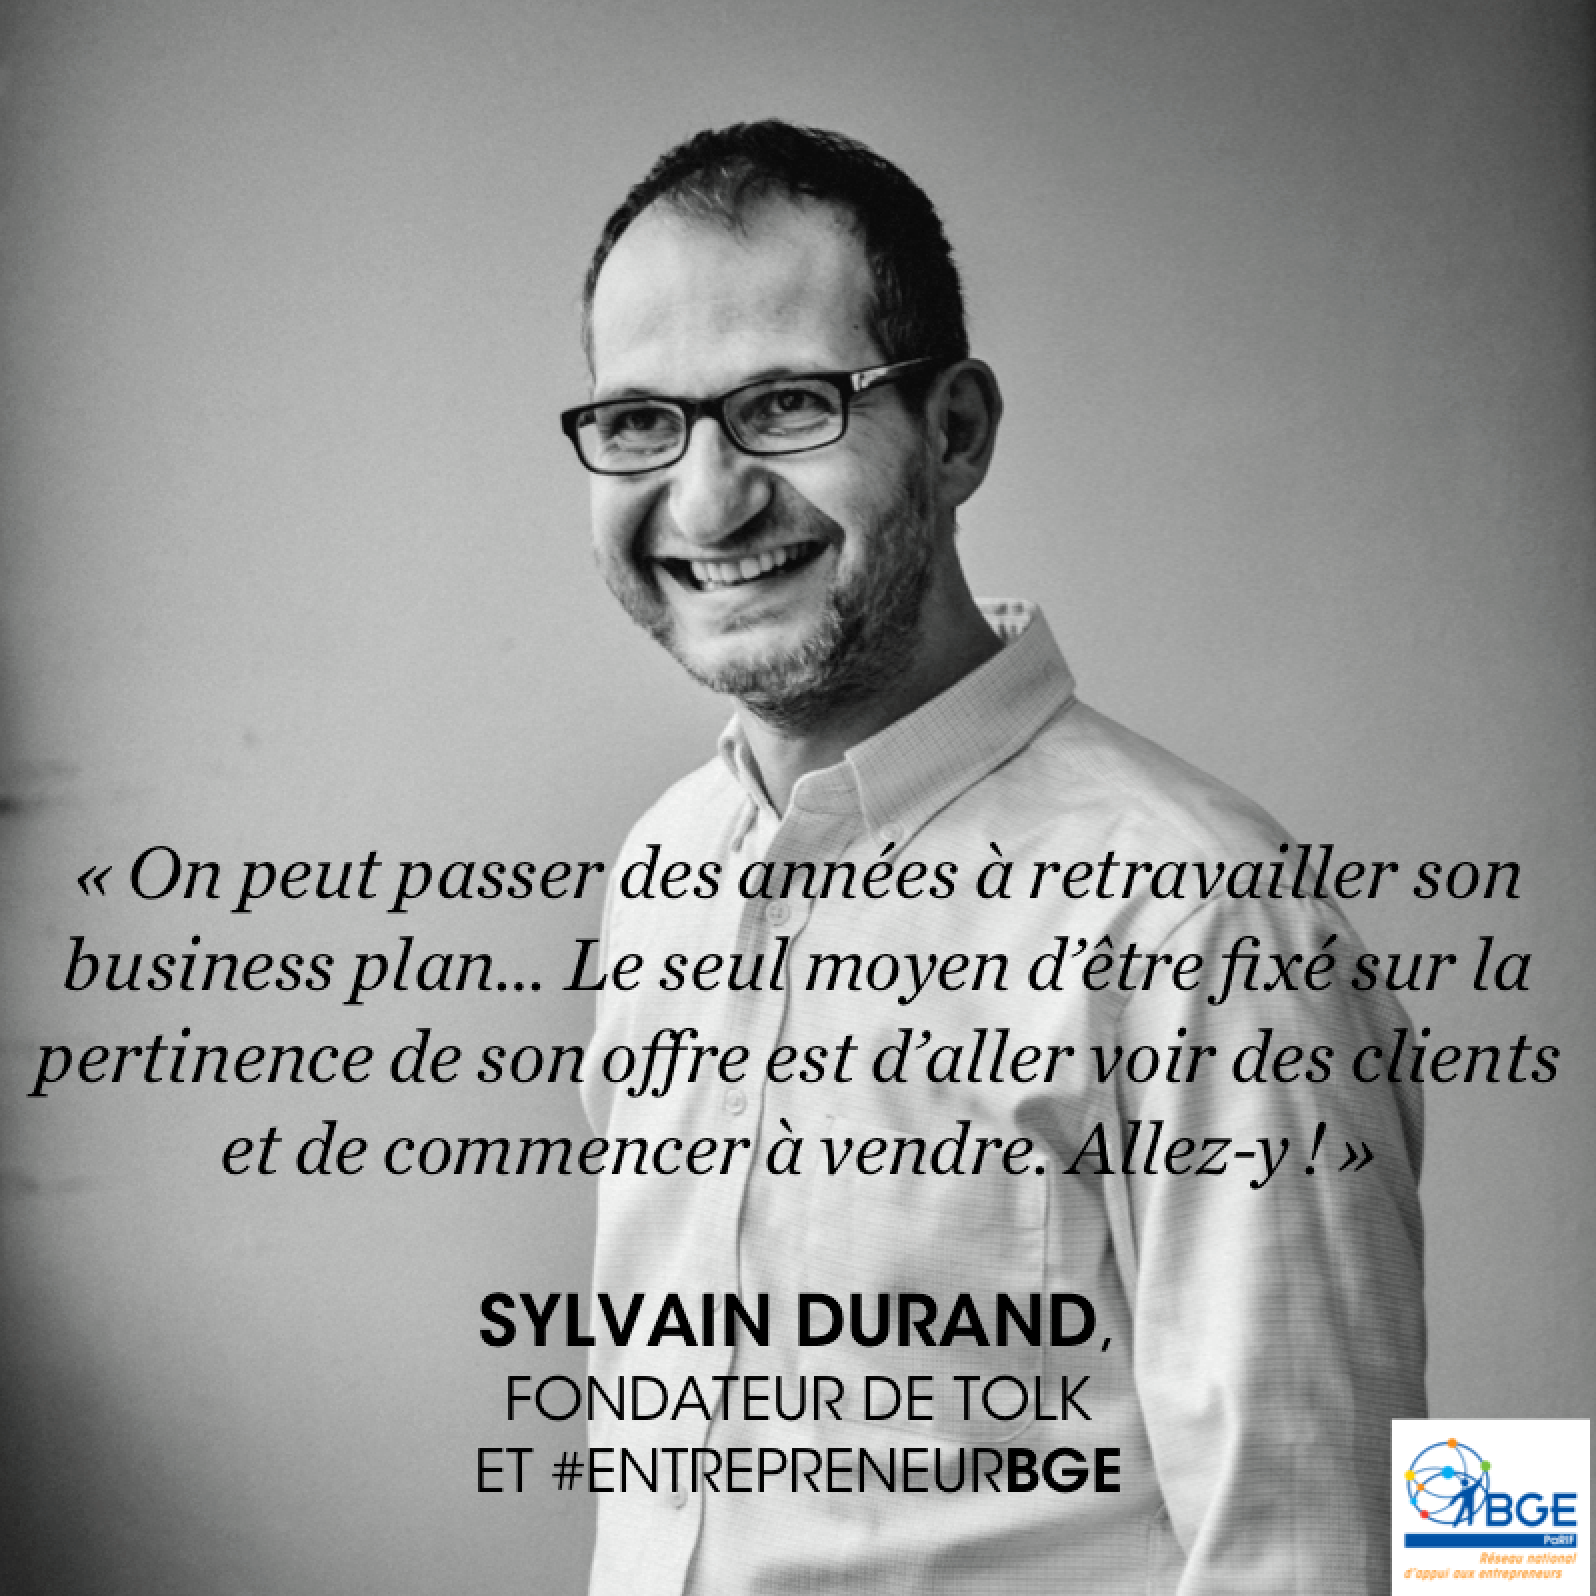 « On peut passer des années à retravailler son
business plan... Le seul moyen d’être fixé sur la
pertinence de son offre est d’aller voir des clients
et de commencer à vendre. Allez-y ! »
SYLVAIN DURAND,
FONDATEUR DE TOLK
ET #ENTREPRENEURBGE
BGE
PaRIF
Réseau national
d'appui aux entrepreneurs